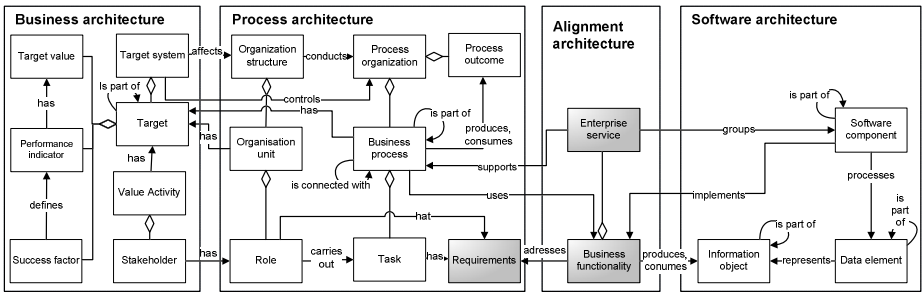 Business architecture
Target value
Target system
has
Is part of
Target
Performance
indicator
has
Value Activity
defines
Success factor
Stakeholder
affects
has
has
Process architecture
Organization
structure
conducts
Process
organization
Process
outcome
controls
has
Organisation
unit
Business
process
is part of
produces,
consumes
is connected with
supports
uses
hat
Role
carries
out
Task
has
Requirements
adresses
Alignment
architecture
Enterprise
service
Business
functionality
groups
implements
produces,
conumes
Software architecture
is part of
Software
component
processes
is part of
is
part
of
Information
object
represents
Data element